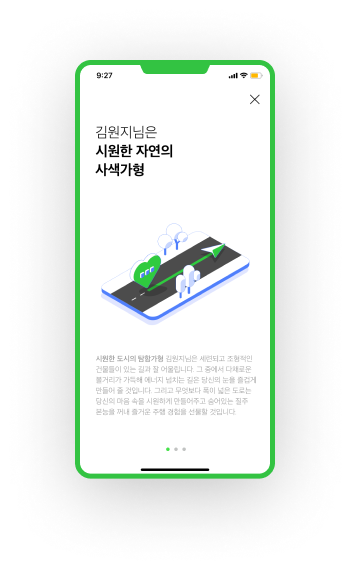 9:27
김원지님은
시원한 자연의
사색가형
시원한 도시의 탐험가형 김원지님은 세련되고 조형적인
건물들이 있는 길과 잘 어울립니다. 그 중에서 다채로운
볼거리가 가득해 에너지 넘치는 길은 당신의 눈을 즐겁게
만들어 줄 것입니다. 그리고 무엇보다 폭이 넓은 도로는
당신의 마음 속을 시원하게 만들어주고 숨어있는 질주
본능을 꺼내 즐거운 주행 경험을 선물할 것입니다.